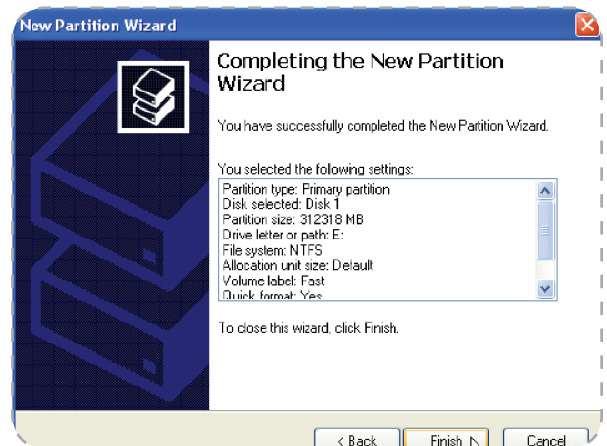 New Partition Wizard
Completing the New Partition
Wizard
You have successfully completed the New Partition Wizard.
You selected the following settings:
Partition type: Primary partition
Disk selected: Disk 1
Partition size: 312318 MB
Drive letter or path: E:
File system: NTFS
Allocation unit size: Default
Volume label: Fast
Quick format: Yes
To close this wizard, click Finish.
< Back
Finish
Cancel